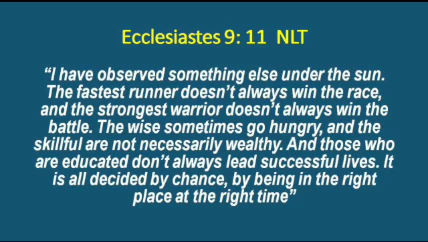 Ecclesiastes 9: 11 NLT
“I have observed something else under the sun.
The fastest runner doesn’t always win the race,
and the strongest warrior doesn’t always win the
battle. The wise sometimes go hungry, and the
skillful are not necessarily wealthy. And those who
are educated don’t always lead successful lives. It
is all decided by chance, by being in the right
place at the right time”